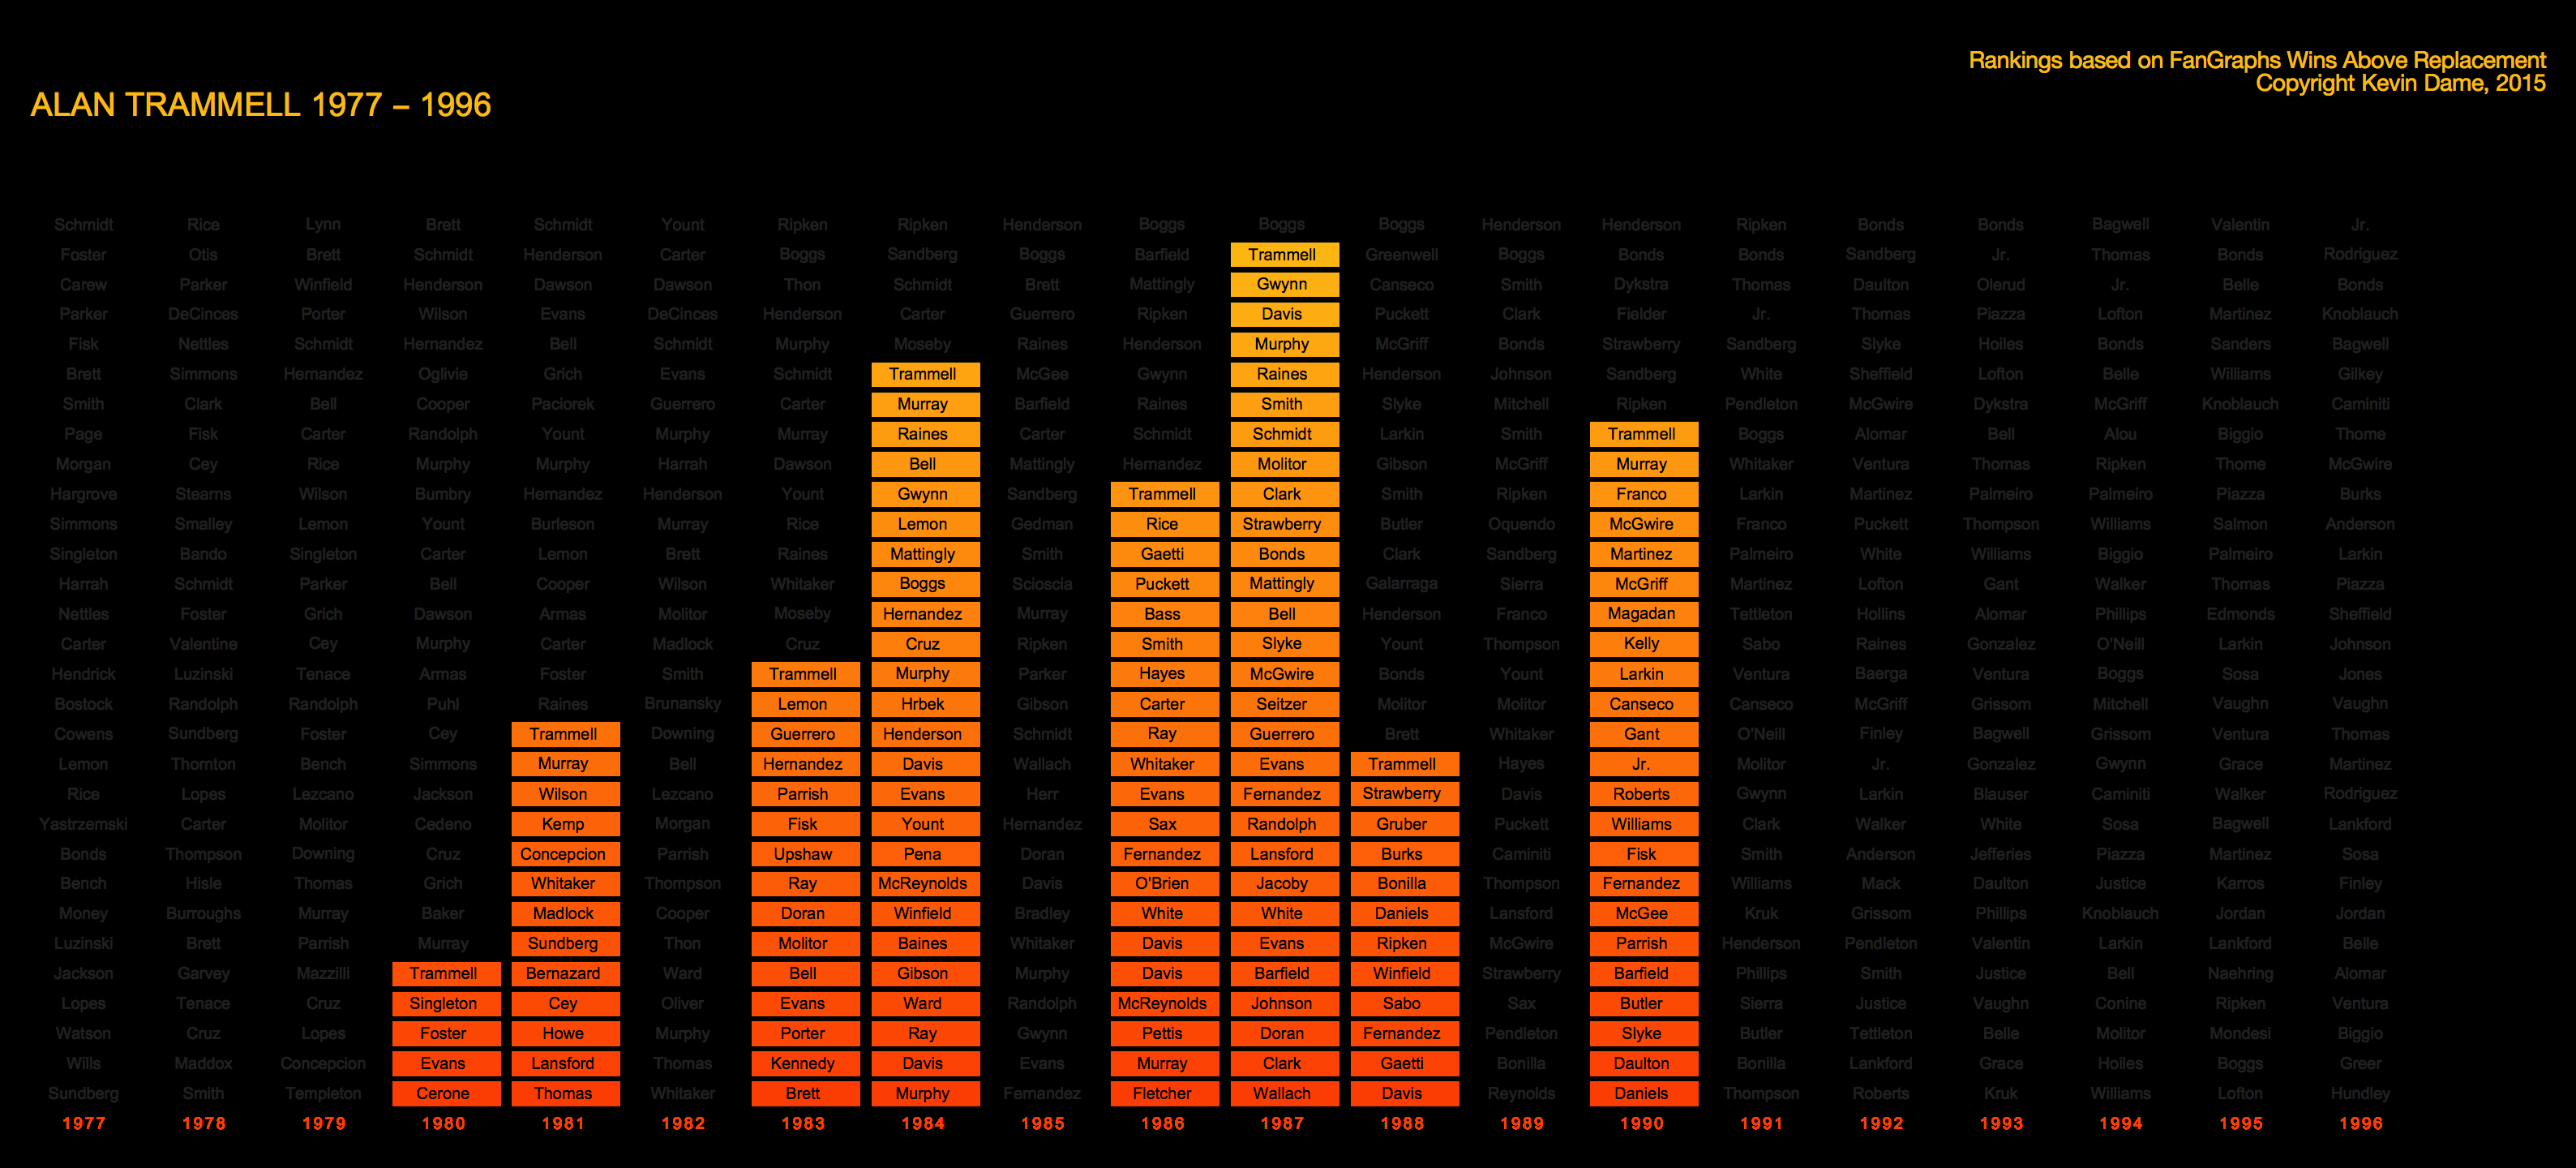 Rankings based on FanGraphs Wins Above Replacement
Copyright Kevin Dame, 2015
ALAN TRAMMELL 1977 – 1996
Schmidt Rice Lynn Brett Schmidt Yount Ripken Ripken Henderson Boggs Boggs Boggs Henderson Henderson Ripken Bonds Bonds Bagwell Valentin Jr.
Foster Otis Brett Schmidt Henderson Carter Boggs Sandberg Boggs Barfield Trammell Greenwell Boggs Bonds Bonds Sandberg Jr. Thomas Bonds Rodriguez
Carew Parker Winfield Henderson Dawson Dawson Thon Schmidt Brett Mattingly Gwynn Canseco Smith Dykstra Thomas Daulton Olerud Jr. Belle Bonds
Parker DeCinces Porter Wilson Evans DeCinces Henderson Carter Guerrero Ripken Davis Puckett Clark Fielder Jr. Thomas Piazza Lofton Martinez Knoblauch
Fisk Nettles Schmidt Hernandez Bell Schmidt Murphy Moseby Raines Henderson Murphy McGriff Bonds Strawberry Sandberg Slyke Hoiles Bonds Sanders Bagwell
Brett Simmons Hernandez Oglivie Grich Evans Schmidt Trammell McGee Gwynn Raines Henderson Johnson Sandberg White Sheffield Lofton Belle Williams Gilkey
Smith Clark Bell Cooper Paciorek Guerrero Carter Murray Barfield Raines Smith Slyke Mitchell Ripken Pendleton McGwire Dykstra McGriff Knoblauch Caminiti
Page Fisk Carter Randolph Yount Murphy Murray Raines Carter Schmidt Schmidt Larkin Smith Trammell Boggs Alomar Bell Alou Biggio Thome
Morgan Cey Rice Murphy Murphy Harrah Dawson Bell Mattingly Hernandez Molitor Gibson McGriff Murray Whitaker Ventura Thomas Ripken Thome McGwire
Hargrove Stearns Wilson Bumbry Hernandez Henderson Yount Gwynn Sandberg Trammell Clark Smith Ripken Franco Larkin Martinez Palmeiro Palmeiro Piazza Burks
Simmons Smalley Lemon Yount Burleson Murray Rice Lemon Gedman Rice Strawberry Butler Oquendo McGwire Franco Puckett Thompson Williams Salmon Anderson
Singleton Bando Singleton Carter Lemon Brett Raines Mattingly Smith Gaetti Bonds Clark Sandberg Martinez Palmeiro White Williams Biggio Palmeiro Larkin
Harrah Schmidt Parker Bell Cooper Wilson Whitaker Boggs Scioscia Puckett Mattingly Galarraga Sierra McGriff Martinez Lofton Gant Walker Thomas Piazza
Nettles Foster Grich Dawson Armas Molitor Moseby Hernandez Murray Bass Bell Henderson Franco Magadan Tettleton Hollins Alomar Phillips Edmonds Sheffield
Carter Valentine Cey Murphy Carter Madlock Cruz Cruz Ripken Smith Slyke Yount Thompson Kelly Sabo Raines Gonzalez O'Neill Larkin Johnson
Hendrick Luzinski Tenace Armas Foster Smith Trammell Murphy Parker Hayes McGwire Bonds Yount Larkin Ventura Baerga Ventura Boggs Sosa Jones
Bostock Randolph Randolph Puhl Raines Brunansky Lemon Hrbek Gibson Carter Seitzer Molitor Molitor Canseco Canseco McGriff Grissom Mitchell Vaughn Vaughn
Cowens Sundberg Foster Cey Trammell Downing Guerrero Henderson Schmidt Ray Guerrero Brett Whitaker Gant O'Neill Finley Bagwell Grissom Ventura Thomas
Lemon Thornton Bench Simmons Murray Bell Hernandez Davis Wallach Whitaker Evans Trammell Hayes Jr. Molitor Jr. Gonzalez Gwynn Grace Martinez
Rice Lopes Lezcano Jackson Wilson Lezcano Parrish Evans Herr Evans Fernandez Strawberry Davis Roberts Gwynn Larkin Blauser Caminiti Walker Rodriguez
Yastrzemski Carter Molitor Cedeno Kemp Morgan Fisk Yount Hernandez Sax Randolph Gruber Puckett Williams Clark Walker White Sosa Bagwell Lankford
Bonds Thompson Downing Cruz Concepcion Parrish Upshaw Pena Doran Fernandez Lansford Burks Caminiti Fisk Smith Anderson Jefferies Piazza Martinez Sosa
Bench Hisle Thomas Grich Whitaker Thompson Ray McReynolds Davis O'Brien Jacoby Bonilla Thompson Fernandez Williams Mack Daulton Justice Karros Finley
Money Burroughs Murray Baker Madlock Cooper Doran Winfield Bradley White White Daniels Lansford McGee Kruk Grissom Phillips Knoblauch Jordan Jordan
Luzinski Brett Parrish Murray Sundberg Thon Molitor Baines Whitaker Davis Evans Ripken McGwire Parrish Henderson Pendleton Valentin Larkin Lankford Belle
Jackson Garvey Mazzilli Trammell Bernazard Ward Bell Gibson Murphy Davis Barfield Winfield Strawberry Barfield Phillips Smith Justice Bell Naehring Alomar
Lopes Tenace Cruz Singleton Cey Oliver Evans Ward Randolph McReynolds Johnson Sabo Sax Butler Sierra Justice Vaughn Conine Ripken Ventura
Watson Cruz Lopes Foster Howe Murphy Porter Ray Gwynn Pettis Doran Fernandez Pendleton Slyke Butler Tettleton Belle Molitor Mondesi Biggio
Wills Maddox Concepcion Evans Lansford Thomas Kennedy Davis Evans Murray Clark Gaetti Bonilla Daulton Bonilla Lankford Grace Hoiles Boggs Greer
Sundberg Smith Templeton Cerone Thomas Whitaker Brett Murphy Fernandez Fletcher Wallach Davis Reynolds Daniels Thompson Roberts Kruk Williams Lofton Hundley
1977 1978 1979 1980 1981 1982 1983 1984 1985 1986 1987 1988 1989 1990 1991 1992 1993 1994 1995 1996